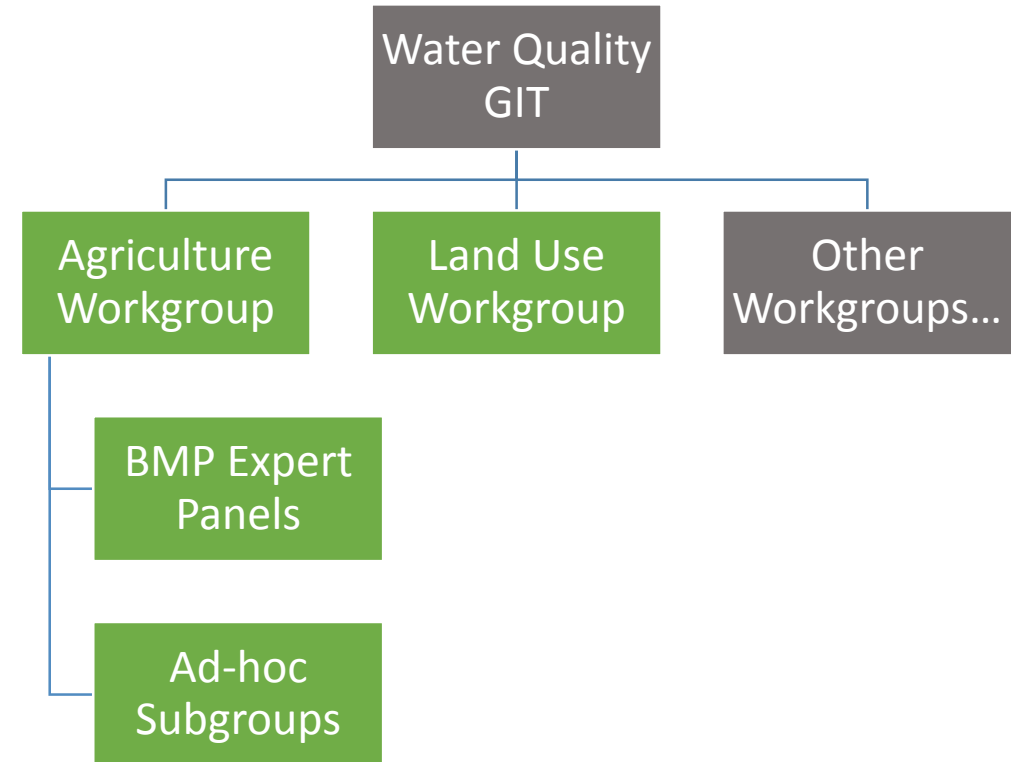 Water Quality
GIT
Agriculture
Workgroup
Land Use
Workgroup
Other
Workgroups…
BMP Expert
Panels
Ad-hoc
Subgroups